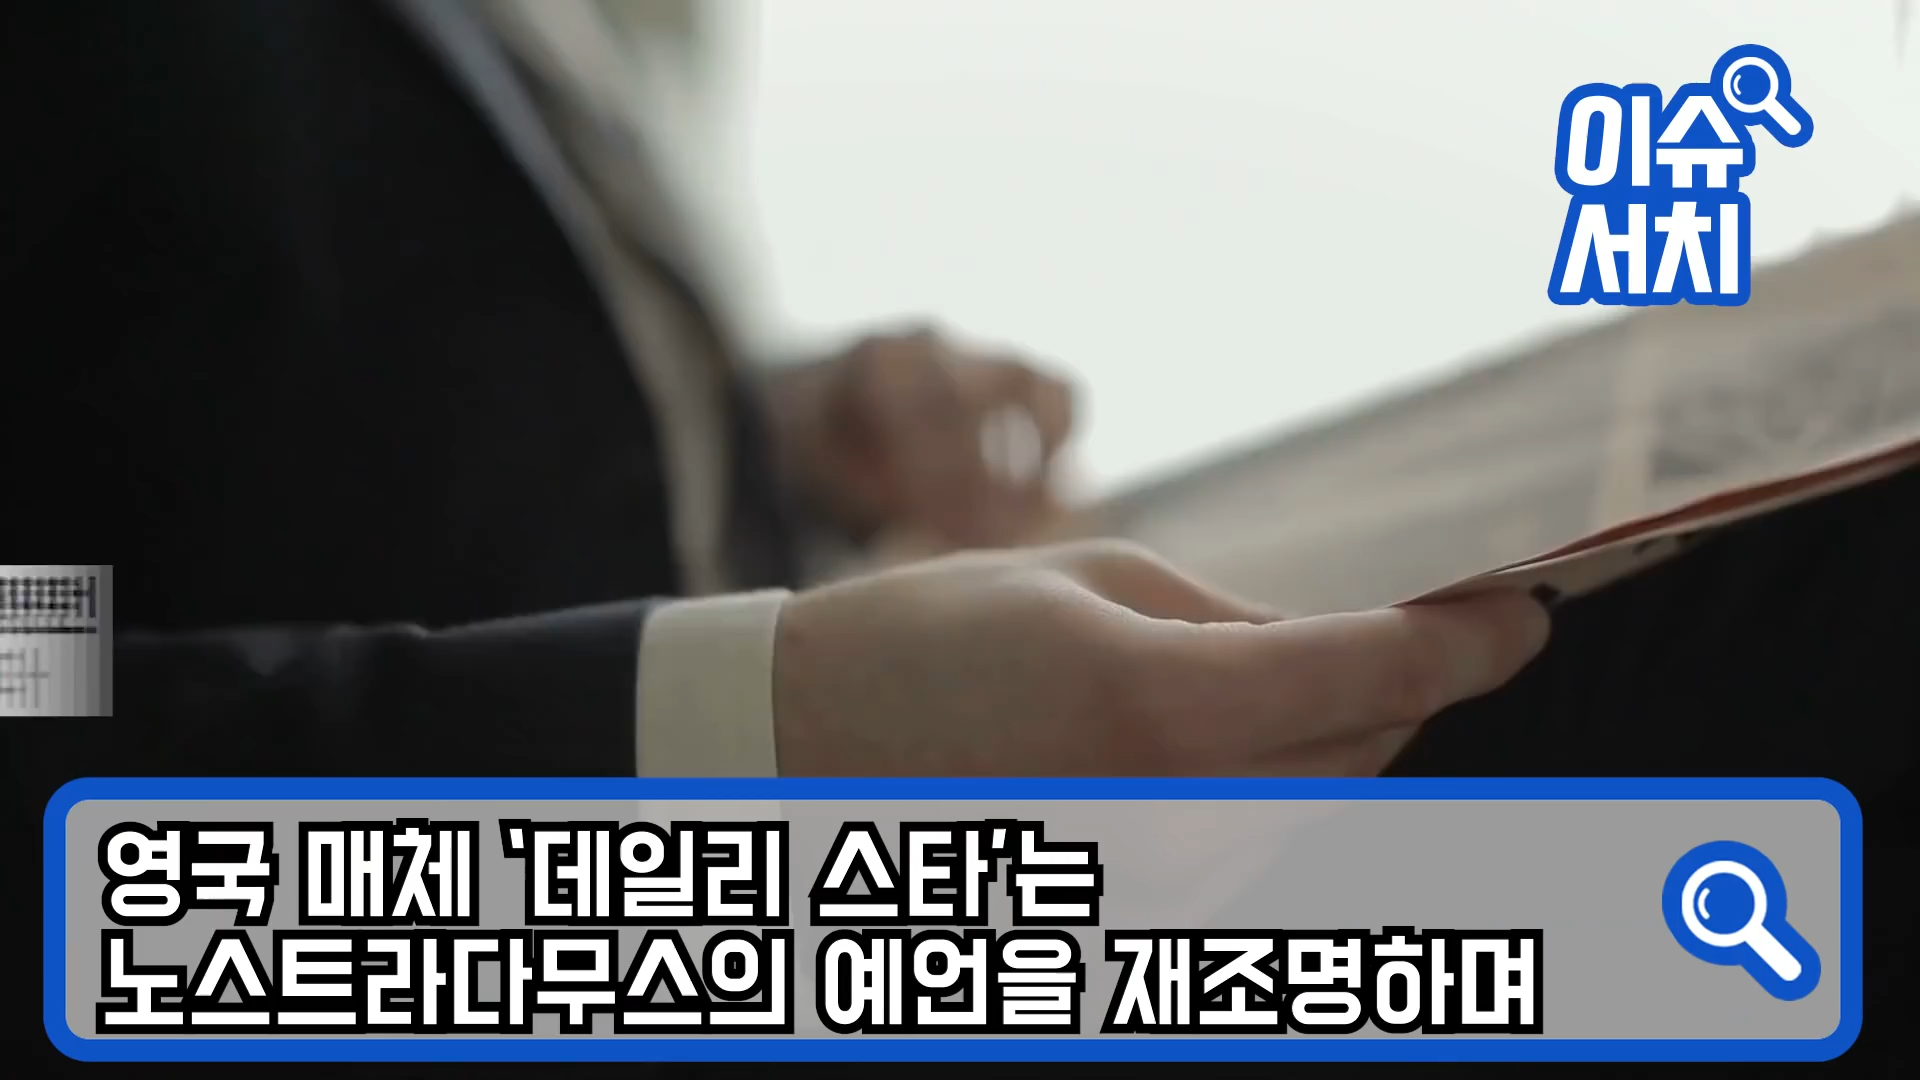 이슈
서치
영국 매체 '데일리 스타'는
노스트라다무스의 예언을 재조명하며